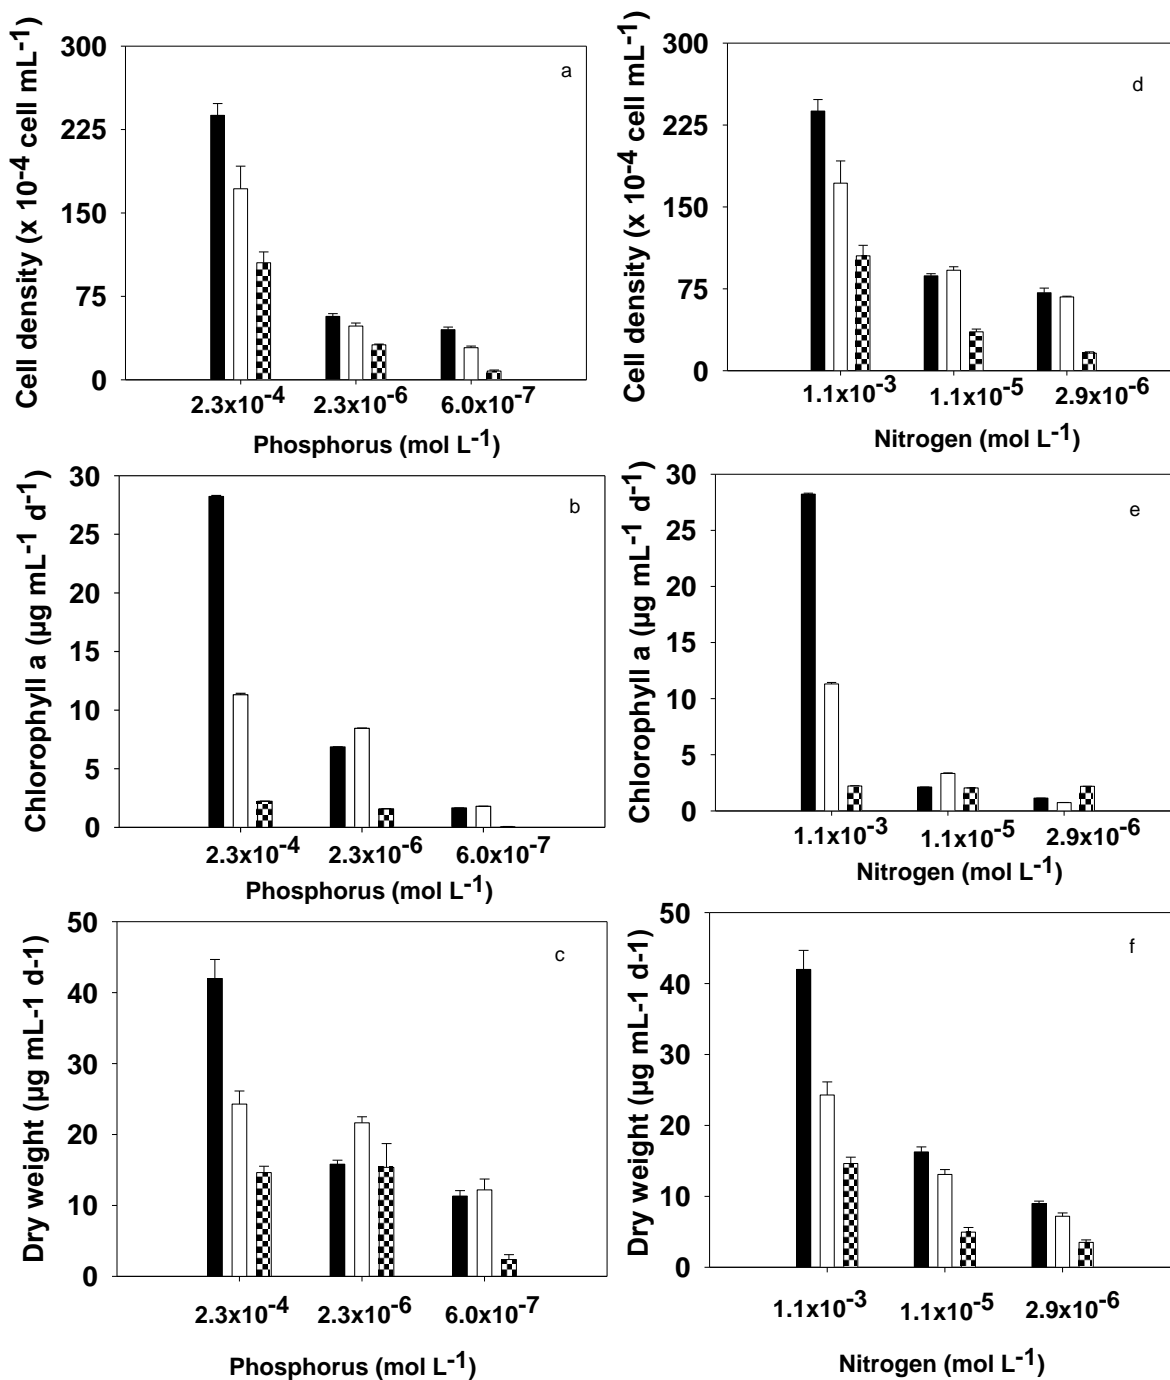 300
225
150
75
0
Cell density (x 10-4 cell mL-1)
a
2.3x10-4 2.3x10-6 6.0x10-7
Phosphorus (mol L-1)
300
225
150
75
0
Cell density (x 10-4 cell mL-1)
d
1.1x10-3 1.1x10-5 2.9x10-6
Nitrogen (mol L-1)
30
25
20
15
10
5
0
Chlorophyll a (µg mL-1 d-1)
b
2.3x10-4 2.3x10-6 6.0x10-7
Phosphorus (mol L-1)
30
25
20
15
10
5
0
Chlorophyll a (µg mL-1 d-1)
e
1.1x10-3 1.1x10-5 2.9x10-6
Nitrogen (mol L-1)
50
40
30
20
10
0
Dry weight (µg mL-1 d-1)
c
2.3x10-4 2.3x10-6 6.0x10-7
Phosphorus (mol L-1)
50
40
30
20
10
0
Dry weight (µg mL-1 d-1)
f
1.1x10-3 1.1x10-5 2.9x10-6
Nitrogen (mol L-1)